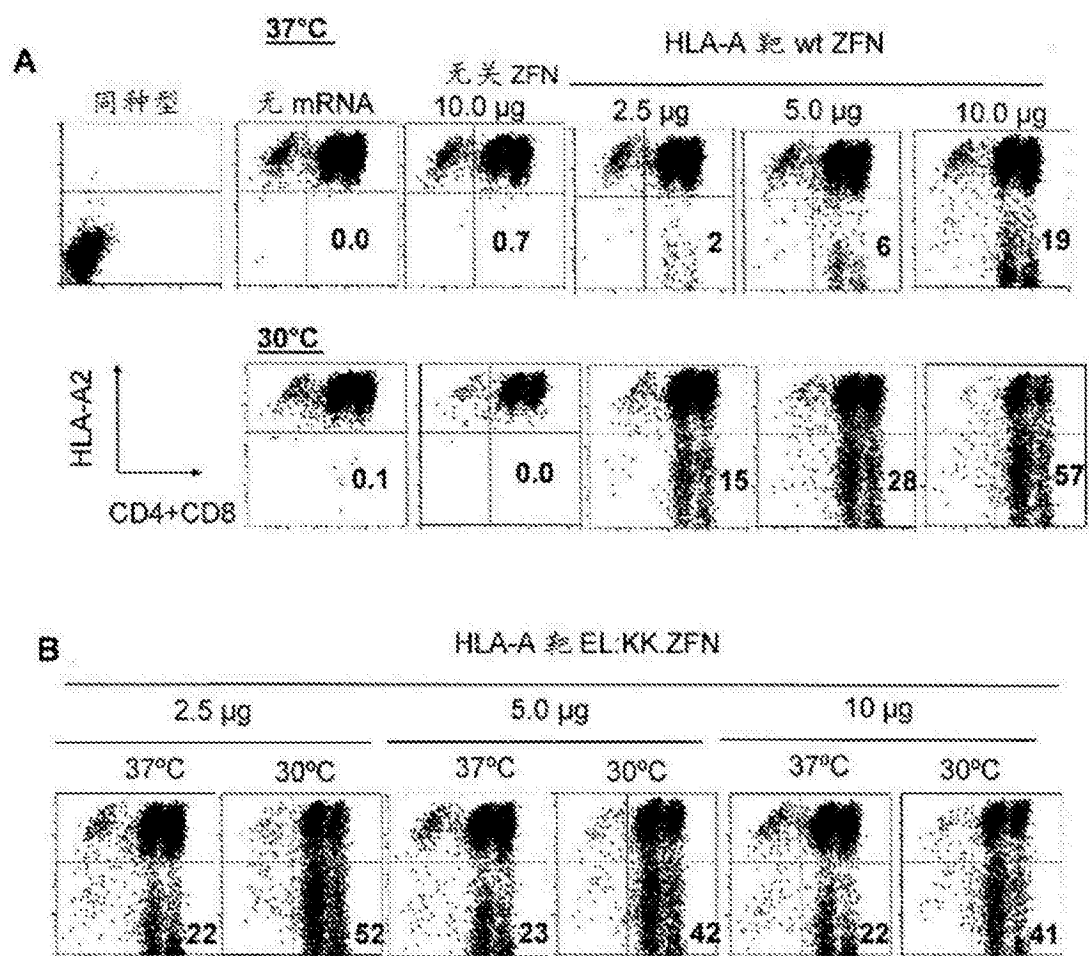 A
37°C
HLA-A 靶 wt ZFN
无关 ZFN
同种型
无 mRNA
10.0 µg
2.5 µg
5.0 µg
10.0 µg
0.0
0.7
2
6
19
30°C
HLA-A2
CD4+CD8
0.1
0.0
15
28
57
B
HLA-A 靶 EL:KK.ZFN
2.5 µg
5.0 µg
10 µg
37°C
30°C
37°C
30°C
37°C
30°C
22
52
23
42
22
41